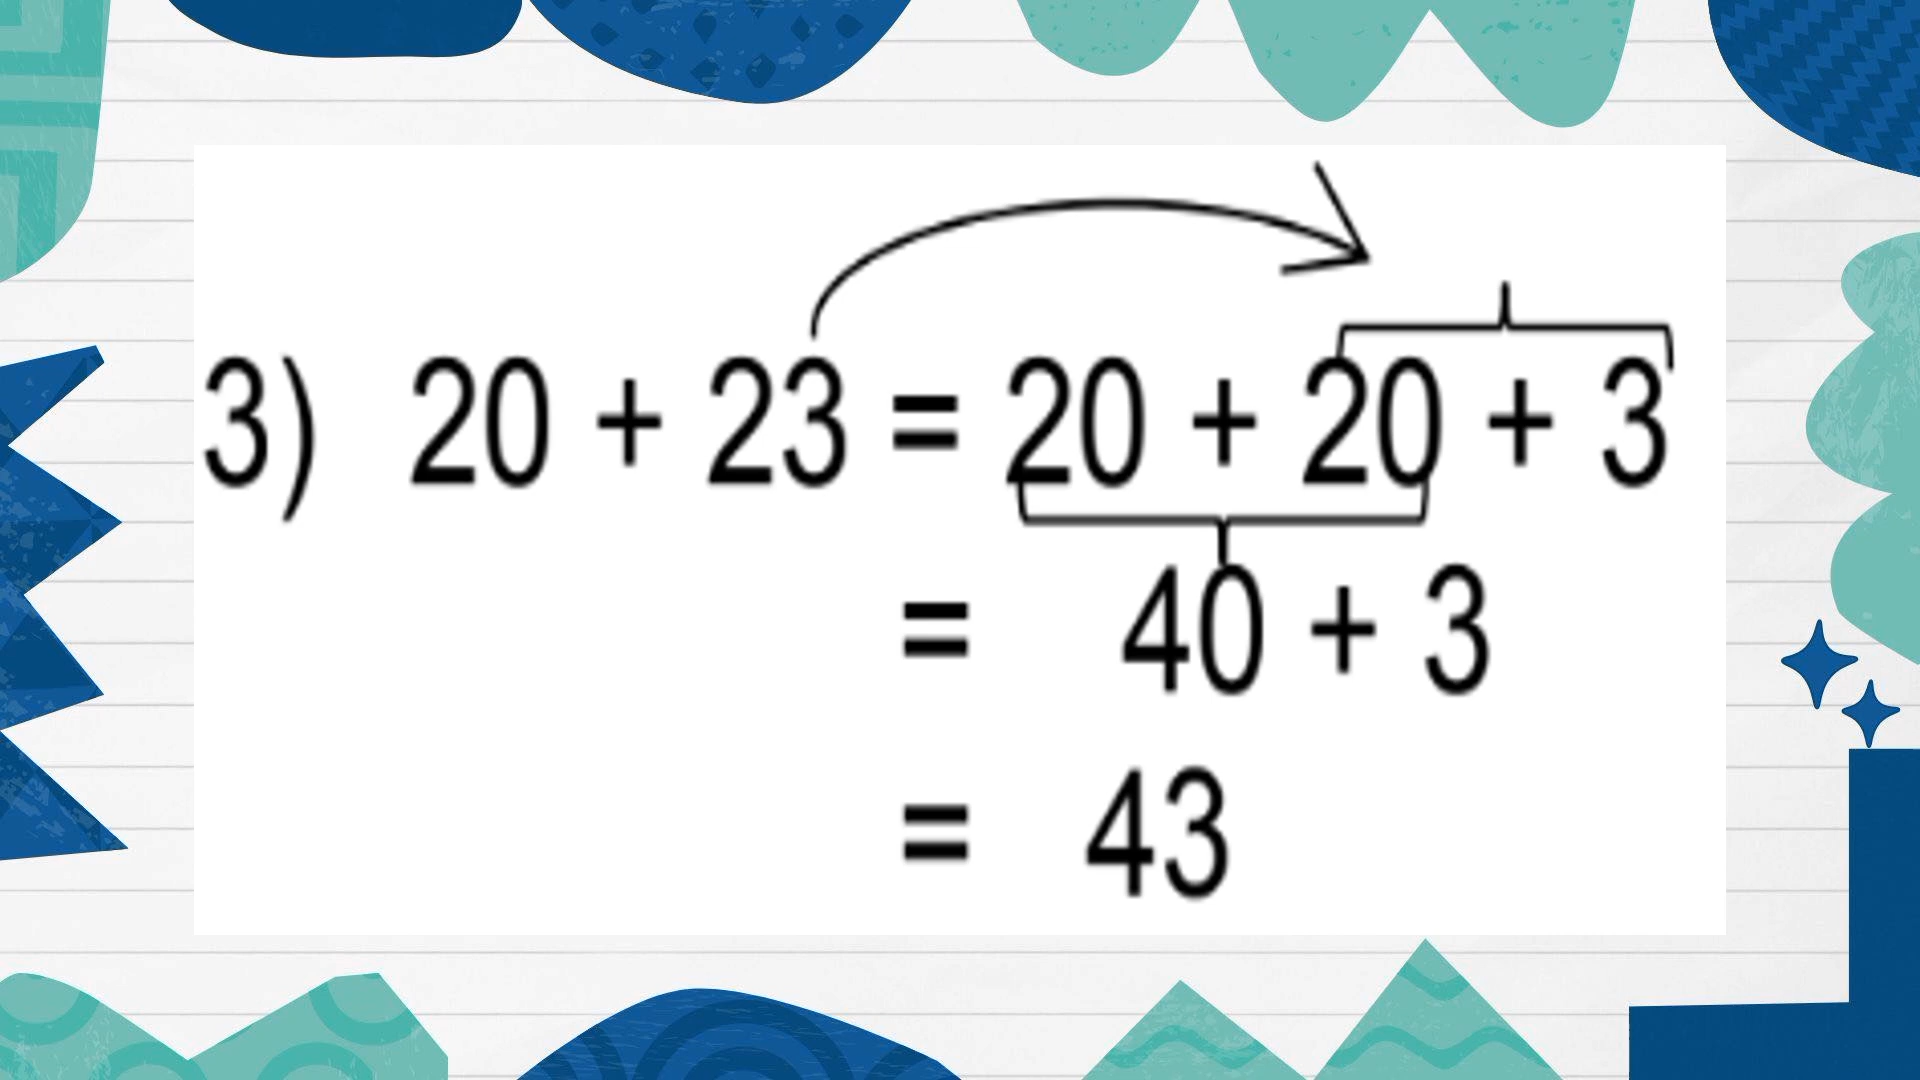 3) 20 + 23 = 20 + 20 + 3
= 40 + 3
= 43